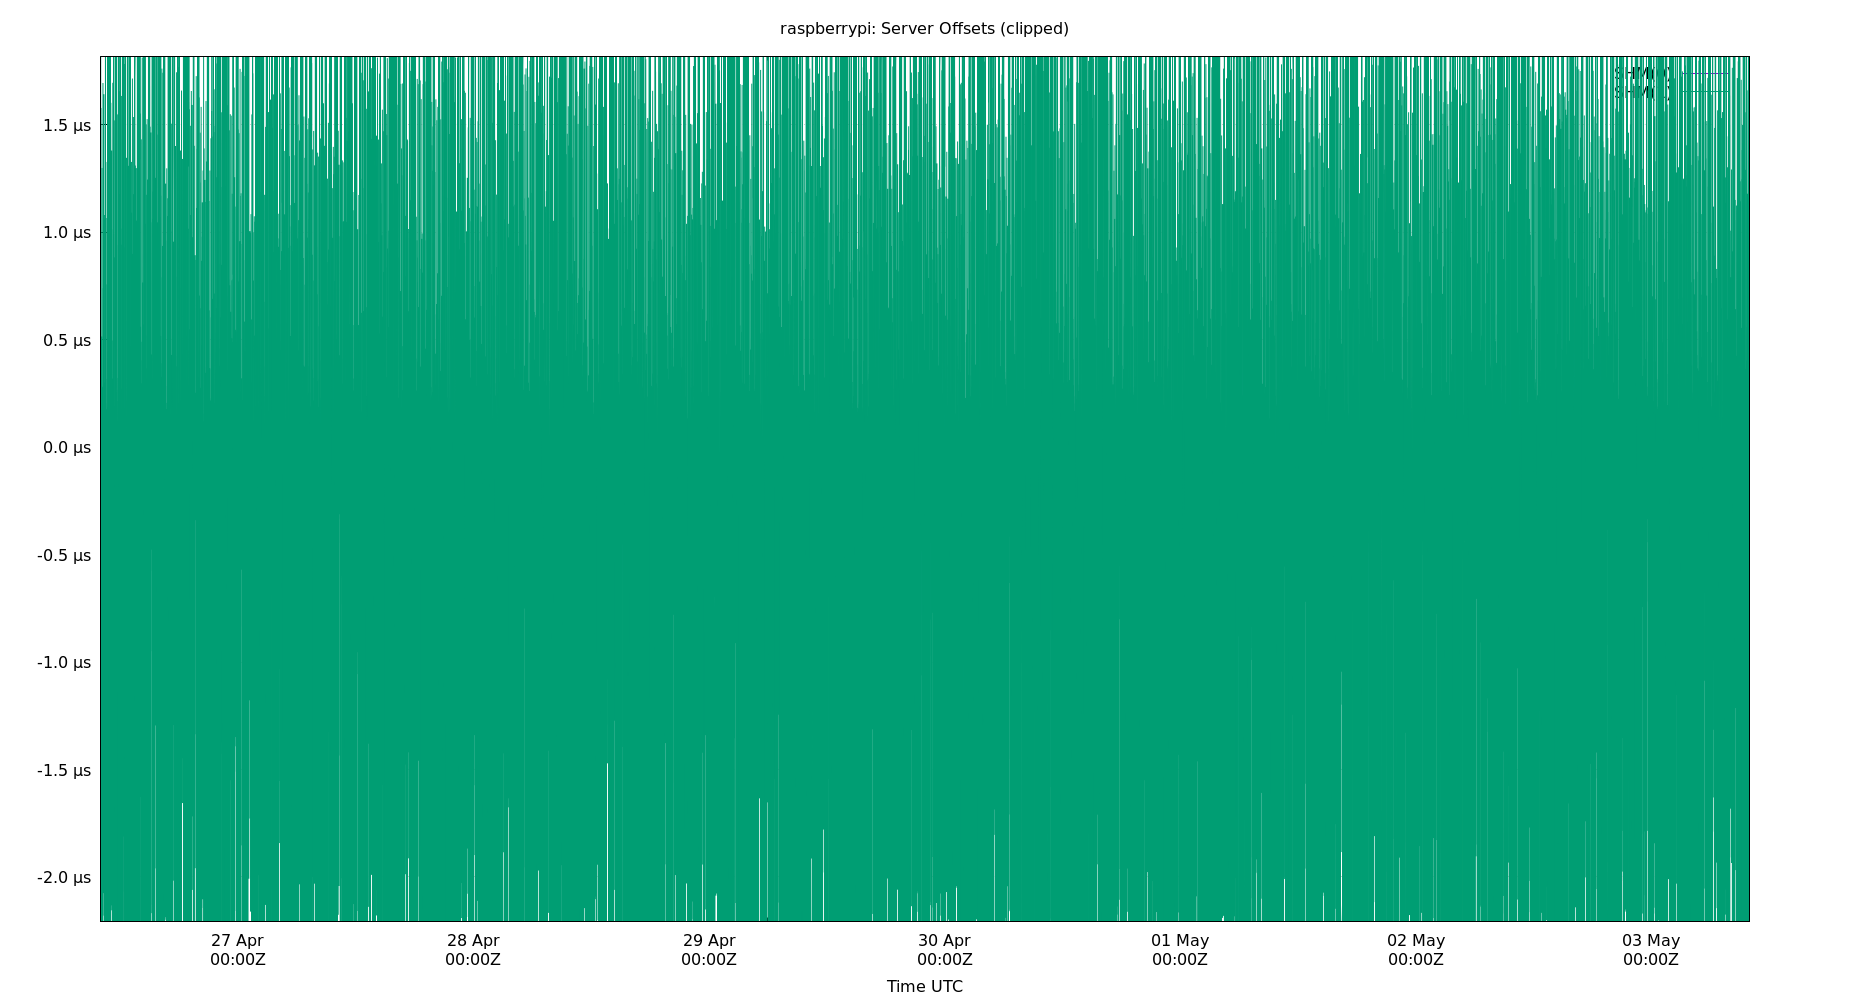 raspberrypi: Server Offsets (clipped)
1.5 µs
1.0 µs
0.5 µs
0.0 µs
-0.5 µs
-1.0 µs
-1.5 µs
-2.0 µs
27 Apr
00:00Z
28 Apr
00:00Z
29 Apr
00:00Z
30 Apr
00:00Z
01 May
00:00Z
02 May
00:00Z
03 May
00:00Z
Time UTC